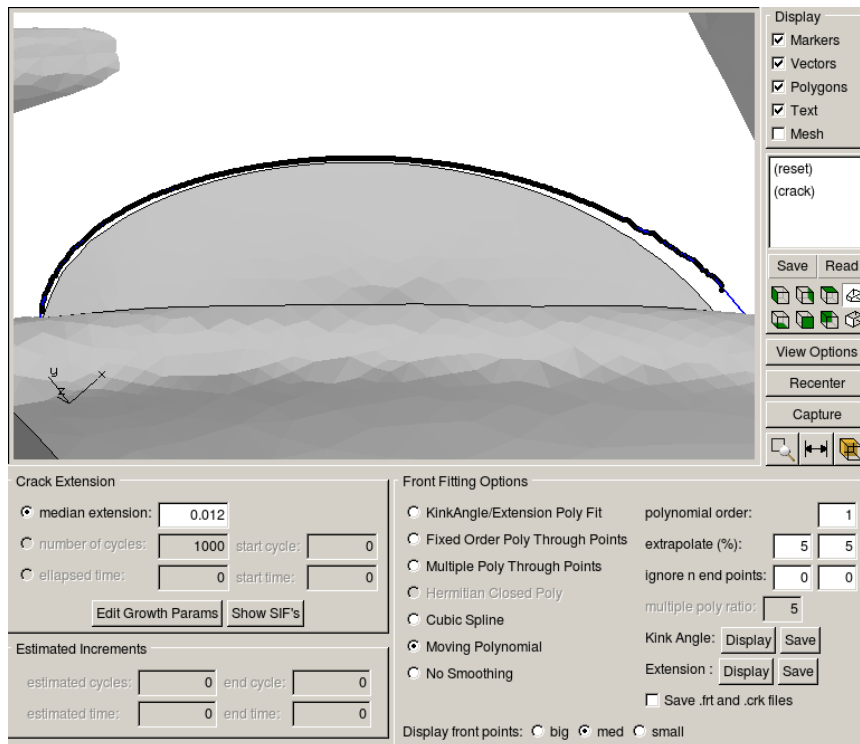 Display
Markers
Vectors
Polygons
Text
Mesh
(reset)
(crack)
Save Read
View Options
Recenter
Capture
y
z
x
Crack Extension
median extension: 0.012
number of cycles: 1000 start cycle: 0
ellapsed time: 0 start time: 0
Edit Growth Params Show SIF's
Estimated Increments
estimated cycles: 0 end cycle: 0
estimated time: 0 end time: 0
Front Fitting Options
KinkAngle/Extension Poly Fit
Fixed Order Poly Through Points
Multiple Poly Through Points
Hermitian Closed Poly
Cubic Spline
Moving Polynomial
No Smoothing
polynomial order: 1
extrapolate (%): 5 5
ignore n end points: 0 0
multiple poly ratio: 5
Kink Angle: Display Save
Extension : Display Save
Save .frt and .crk files
Display front points: big med small